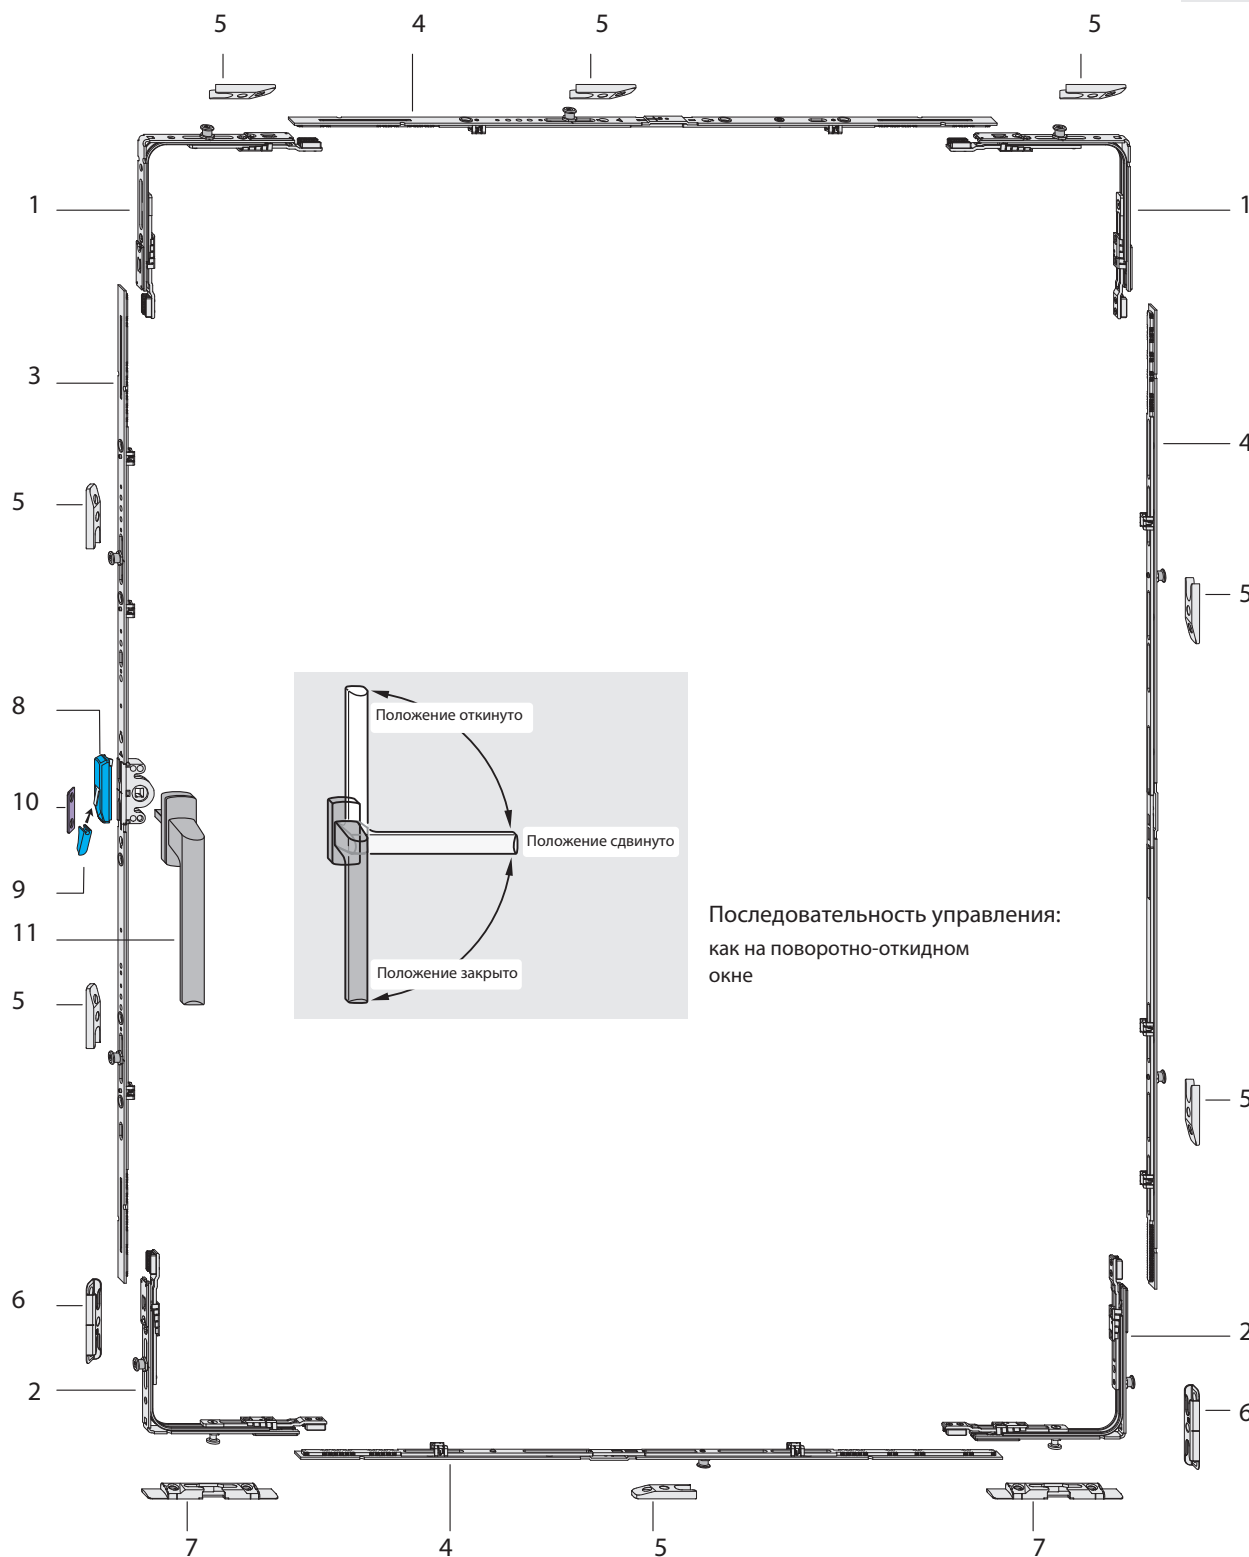 5 4 5 5
1 1
3
4
5
5
8
Положение откинуто
10
Положение сдвинуто
9
Последовательность управления:
11
как на поворотно-откидном
Положение закрыто
окне
5
5
6
2
2
6
7 4 5 7